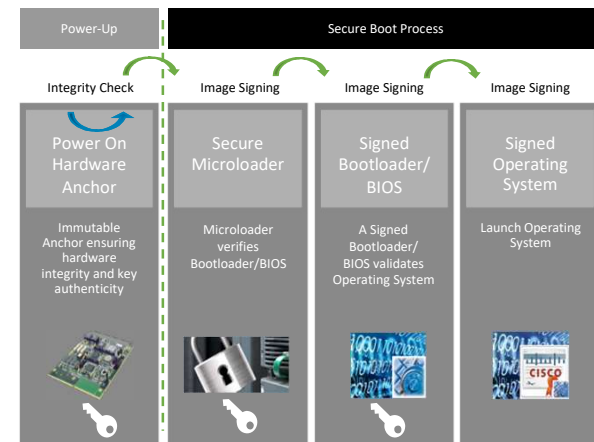 Power-Up
Secure Boot Process
Integrity Check
Image Signing
Image Signing
Image Signing
Power On
Hardware
Anchor
Secure
Microloader
Signed
Bootloader/
BIOS
Signed
Operating
System
Immutable
Anchor ensuring
hardware
integrity and key
authenticity
Microloader
verifies
Bootloader/BIOS
A Signed
Bootloader/
BIOS validates
Operating System
Launch Operating
System
CISCO